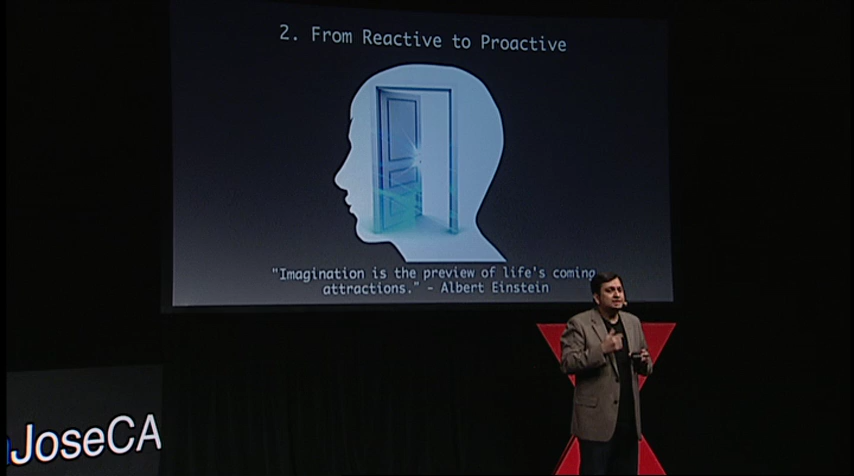 2. From Reactive to Proactive
"Imagination is the preview of life's coming
attractions." - Albert Einstein
JoseCA